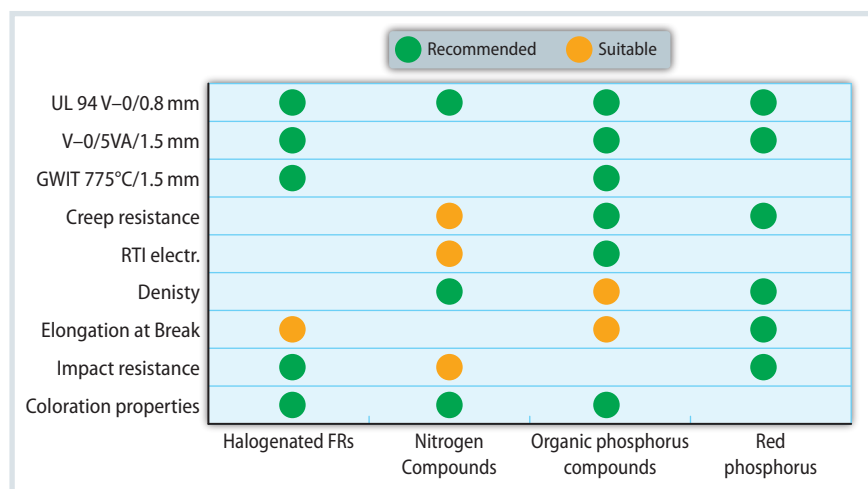 Recommended Suitable
UL 94 V–0/0.8 mm
V–0/5VA/1.5 mm
GWIT 775°C/1.5 mm
Creep resistance
RTI electr.
Denisty
Elongation at Break
Impact resistance
Coloration properties
Halogenated FRs
Nitrogen
Compounds
Organic phosphorus
compounds
Red
phosphorus